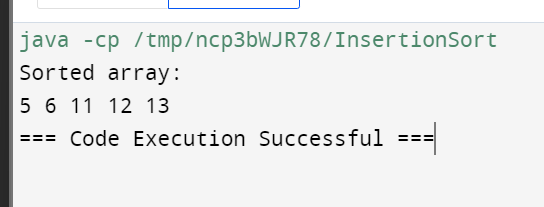 java -cp /tmp/ncp3bWJR78/InsertionSort
Sorted array:
5 6 11 12 13
=== Code Execution Successful ===